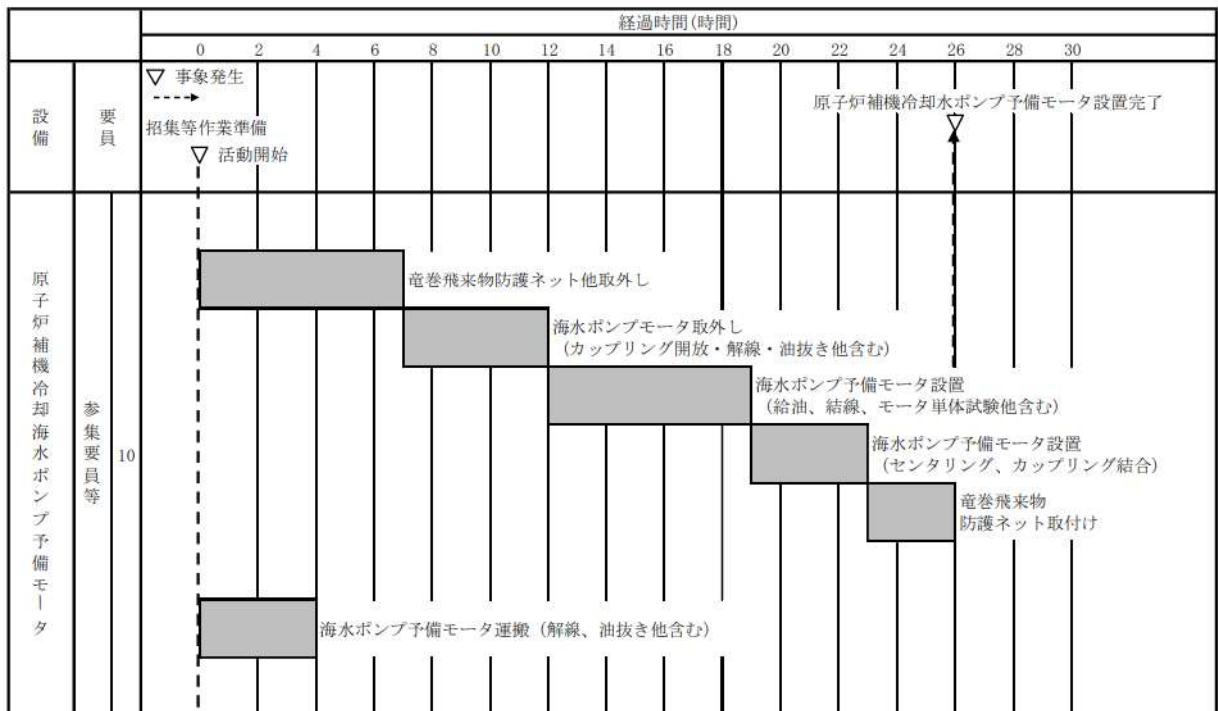 経過時間(時間)
0 2 4 6 8 10 12 14 16 18 20 22 24 26 28 30
設備
要員
▽ 事象発生
招集等作業準備
▽ 活動開始
原子炉補機冷却水ポンプ予備モータ設置完了
▽
原子炉補機冷却海水ポンプ予備モータ
参集要員等
10
竜巻飛来物防護ネット他取外し
海水ポンプモータ取外し
(カップリング開放・解線・油抜き他含む)
海水ポンプ予備モータ設置
(給油、結線、モータ単体試験他含む)
海水ポンプ予備モータ設置
(センタリング、カップリング結合)
竜巻飛来物
防護ネット取付け
海水ポンプ予備モータ運搬(解線、油抜き他含む)